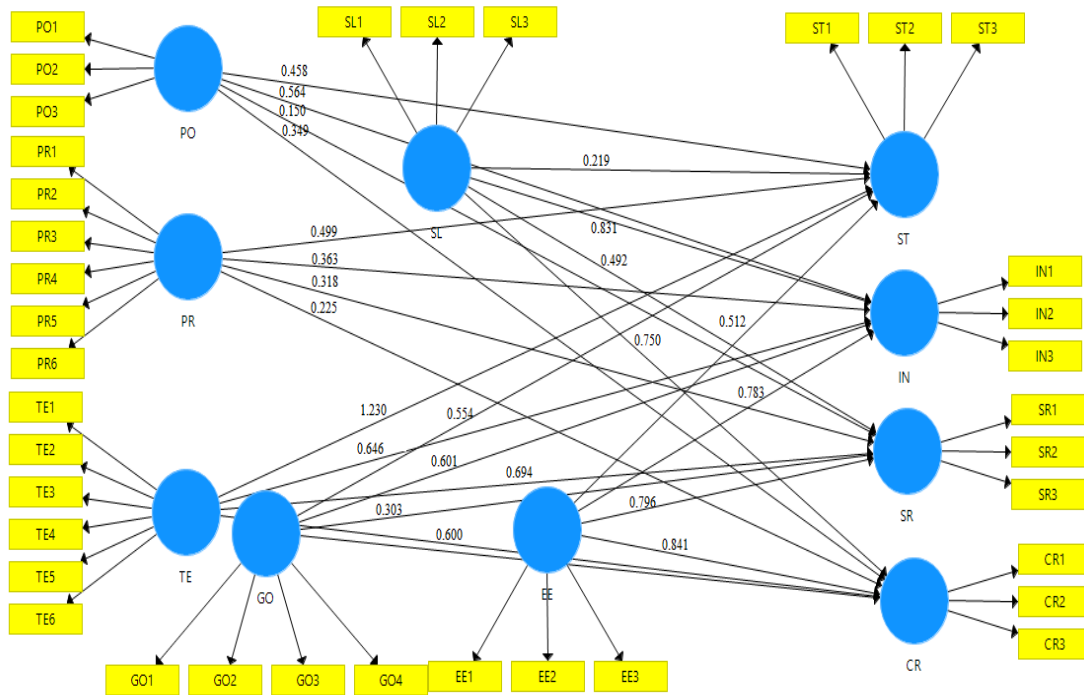 PO1
PO2
PO3
PR1
PR2
PR3
PR4
PR5
PR6
TE1
TE2
TE3
TE4
TE5
TE6
PO
PR
TE
SL1
SL2
SL3
SL
ST1
ST2
ST3
ST
0.458
0.564
0.150
0.349
0.219
0.831
0.492
0.499
0.363
0.318
0.225
0.512
0.750
0.783
1.230
0.554
0.646
0.601
0.694
0.303
0.796
0.600
0.841
IN1
IN2
IN3
IN
SR1
SR2
SR3
SR
CR1
CR2
CR3
CR
GO
EE
GO1
GO2
GO3
GO4
EE1
EE2
EE3